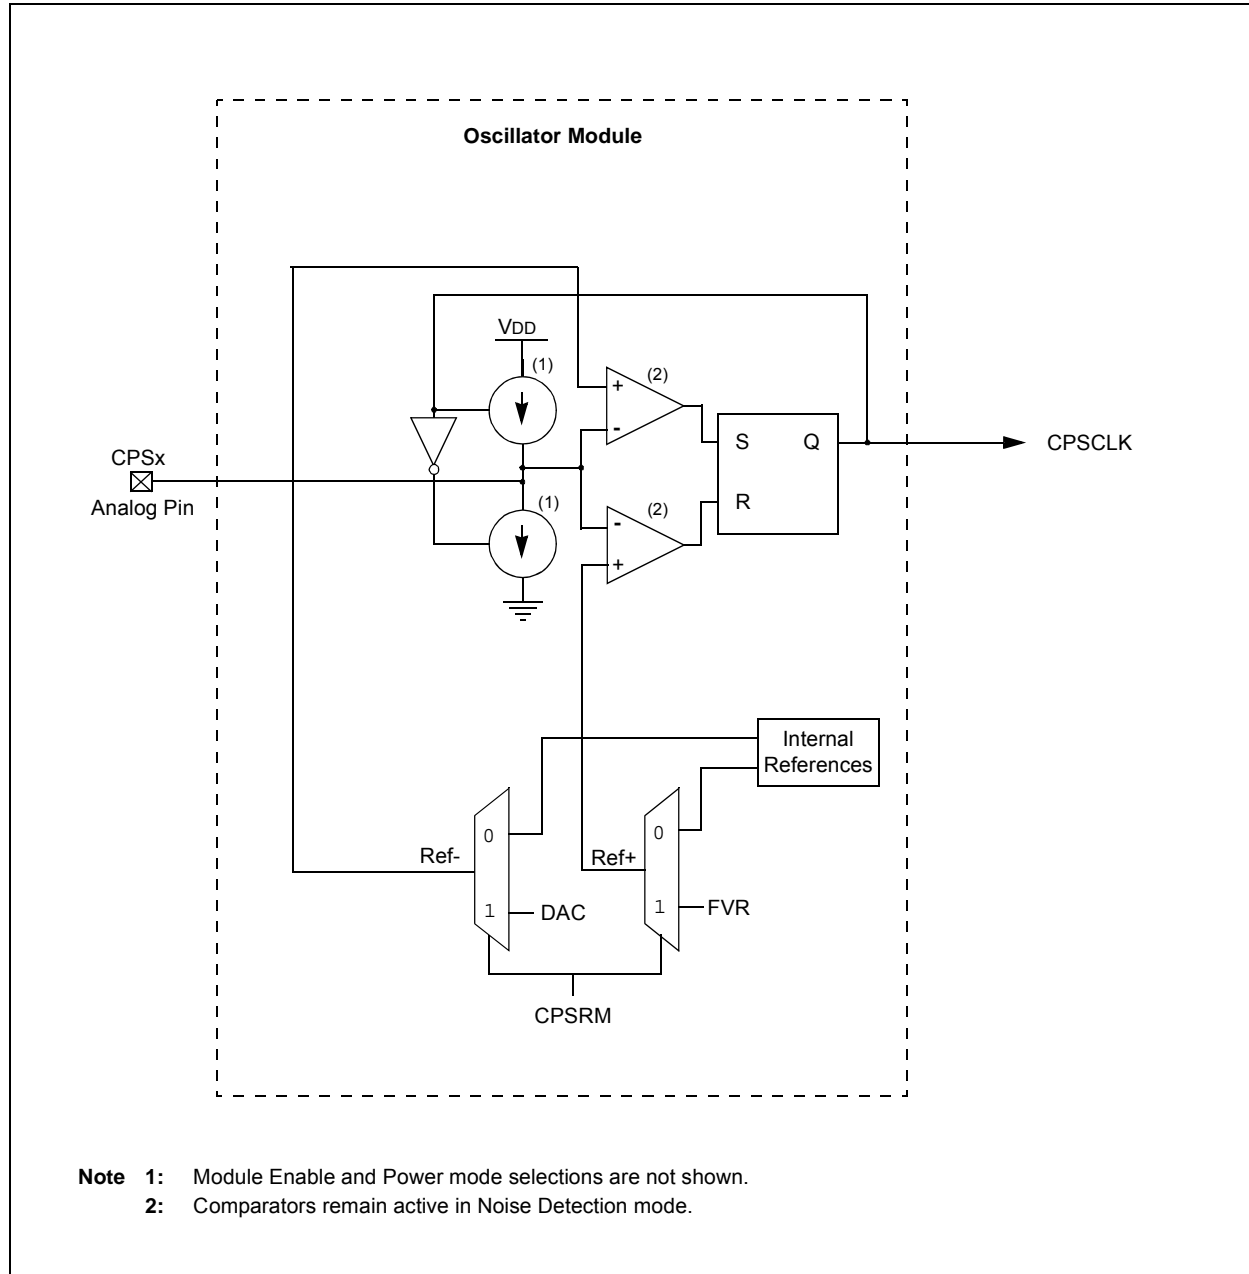 Oscillator Module
VDD
(1)
+
(2)
-
S Q
CPSCLK
CPSx
Analog Pin
R
(1)
-
(2)
+
Internal
References
0
Ref-
1
DAC
0
Ref+
1
FVR
CPSRM
Note 1: Module Enable and Power mode selections are not shown.
2: Comparators remain active in Noise Detection mode.